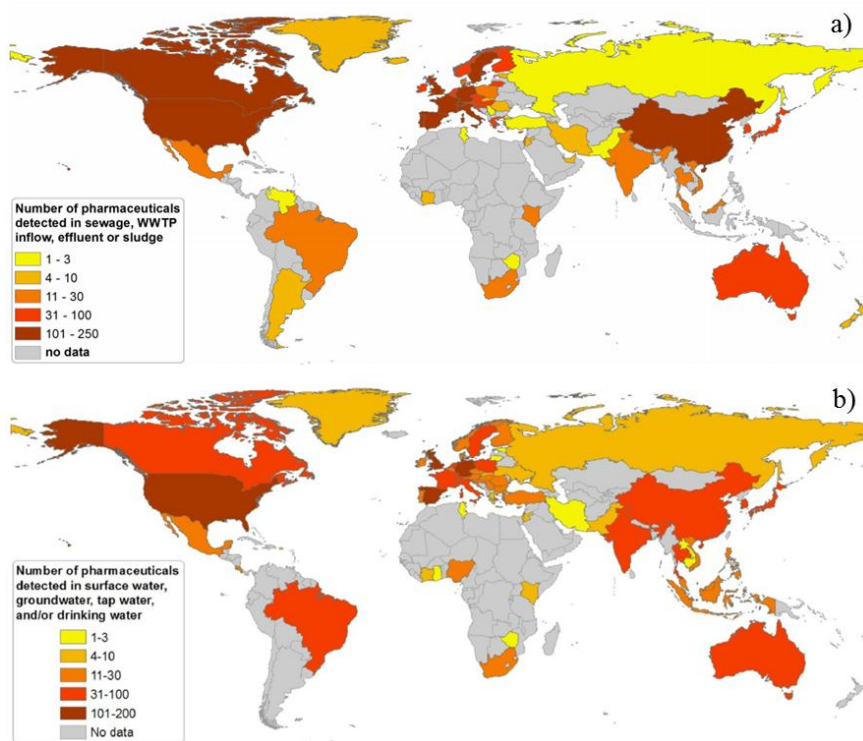 a)
Number of pharmaceuticals
detected in sewage, WWTP
inflow, effluent or sludge
1 - 3
4 - 10
11 - 30
31 - 100
101 - 250
no data
b)
Number of pharmaceuticals
detected in surface water,
groundwater, tap water,
and/or drinking water
1-3
4-10
11-30
31-100
101-200
No data